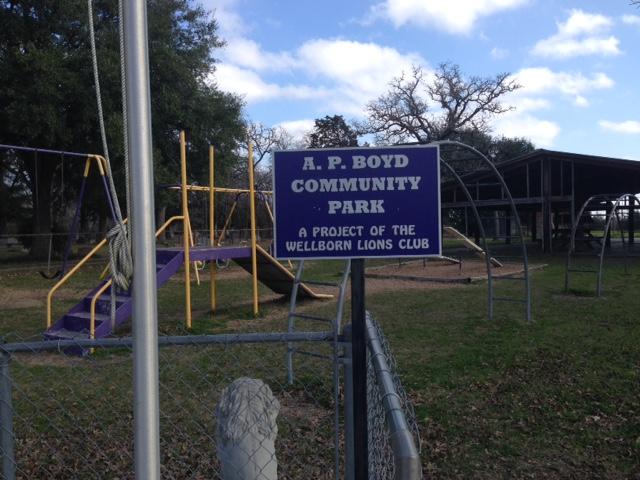 A. P. BOYD
COMMUNITY
PARK
A PROJECT OF THE
WELLBORN LIONS CLUB